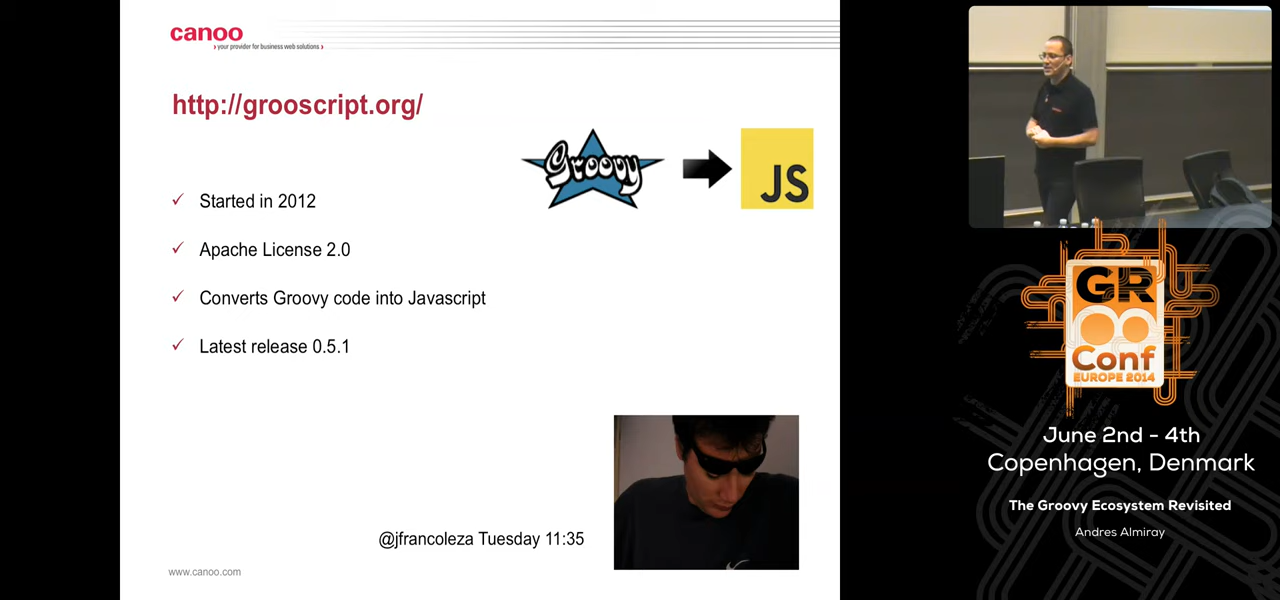 canoo
your provider for business web solutions
http://grooscript.org/
Groovy
JS
✓ Started in 2012
✓ Apache License 2.0
✓ Converts Groovy code into Javascript
✓ Latest release 0.5.1
@jfrancoleza Tuesday 11:35
www.canoo.com
GR
Conf
EUROPE 2014
June 2nd - 4th
Copenhagen, Denmark
The Groovy Ecosystem Revisited
Andres Almiray